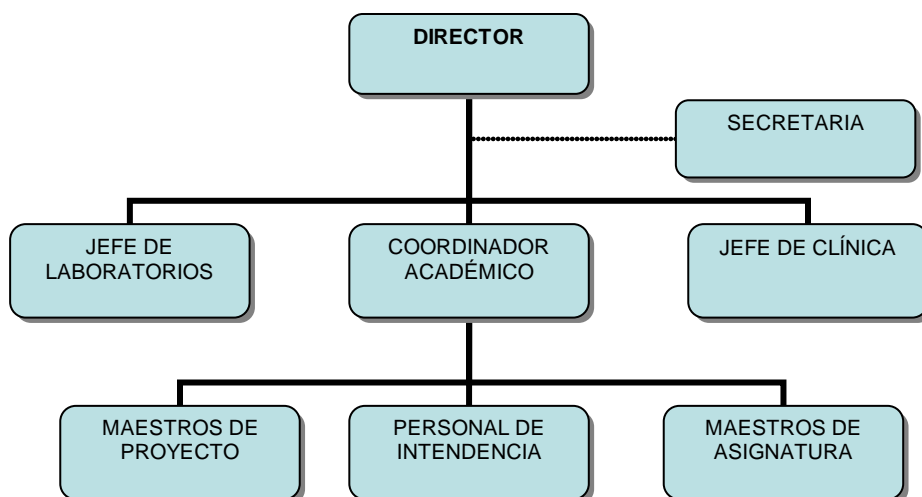 DIRECTOR
SECRETARIA
JEFE DE
LABORATORIOS
COORDINADOR
ACADÉMICO
JEFE DE CLÍNICA
MAESTROS DE
PROYECTO
PERSONAL DE
INTENDENCIA
MAESTROS DE
ASIGNATURA